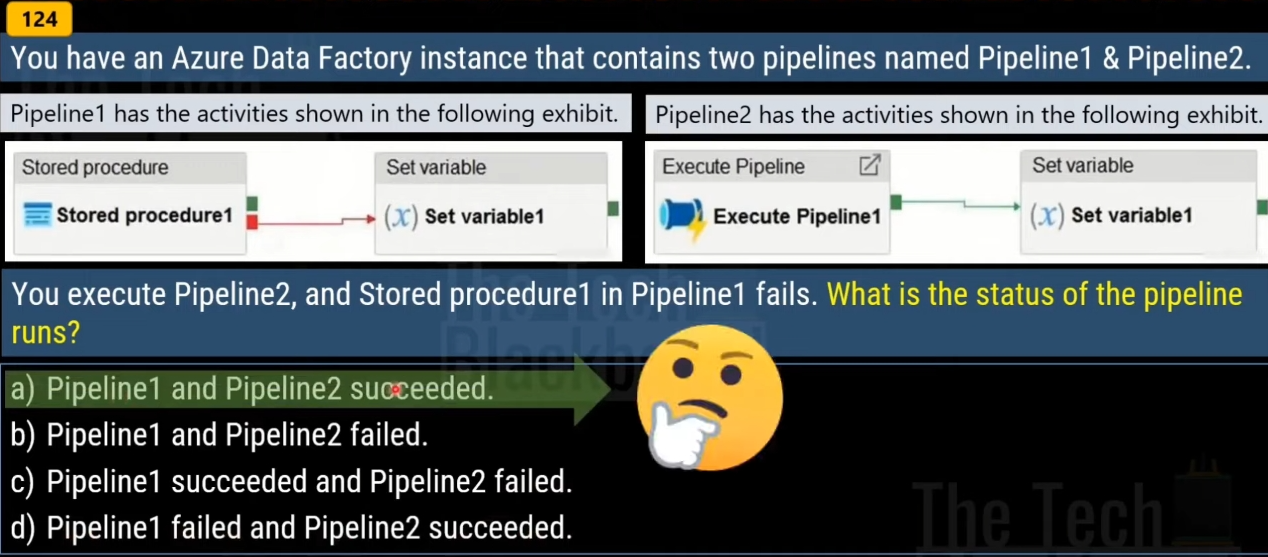 124
You have an Azure Data Factory instance that contains two pipelines named Pipeline1 & Pipeline2.
Pipeline1 has the activities shown in the following exhibit.
Pipeline2 has the activities shown in the following exhibit.
Stored procedure
Set variable
Stored procedure1
(x) Set variable1
Execute Pipeline
Set variable
Execute Pipeline1
(x) Set variable1
You execute Pipeline2, and Stored procedure1 in Pipeline1 fails. What is the status of the pipeline
runs?
a) Pipeline1 and Pipeline2 succeeded.
b) Pipeline1 and Pipeline2 failed.
c) Pipeline1 succeeded and Pipeline2 failed.
d) Pipeline1 failed and Pipeline2 succeeded.
The Tech